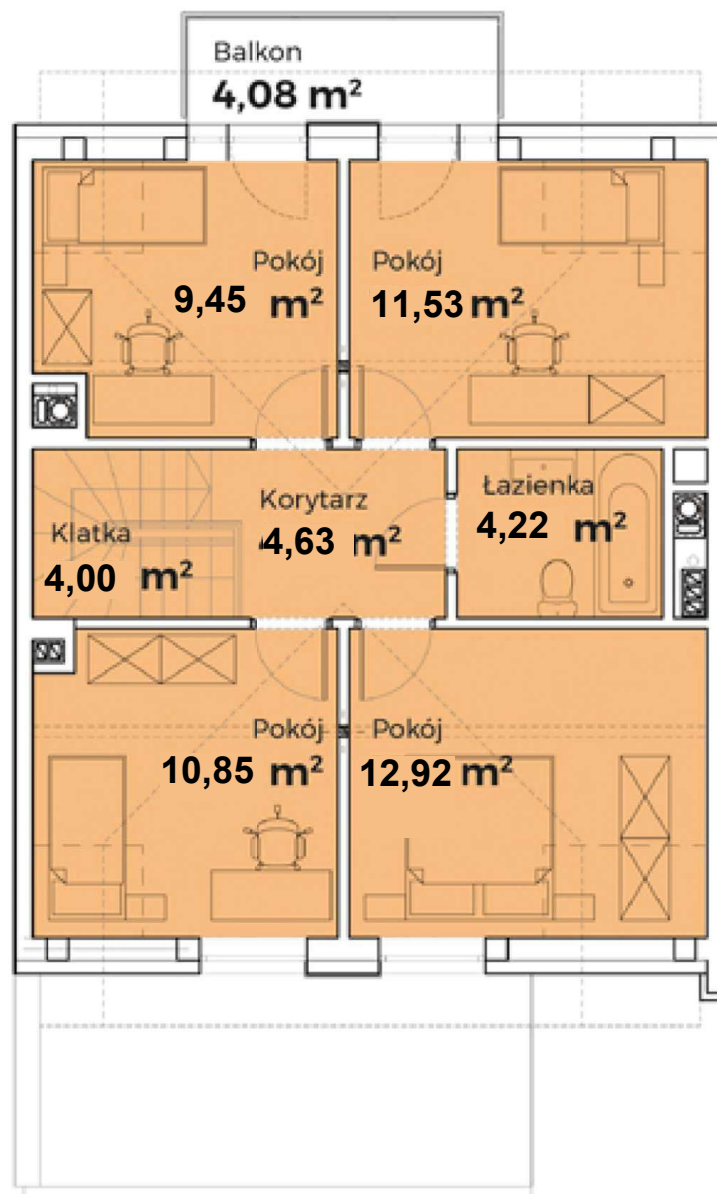 Balkon
4,08 m²
Pokój
9,45 m²
Pokój
11,53 m²
Klatka
4,00 m²
Korytarz
4,63 m²
Łazienka
4,22 m²
Pokój
10,85 m²
Pokój
12,92 m²